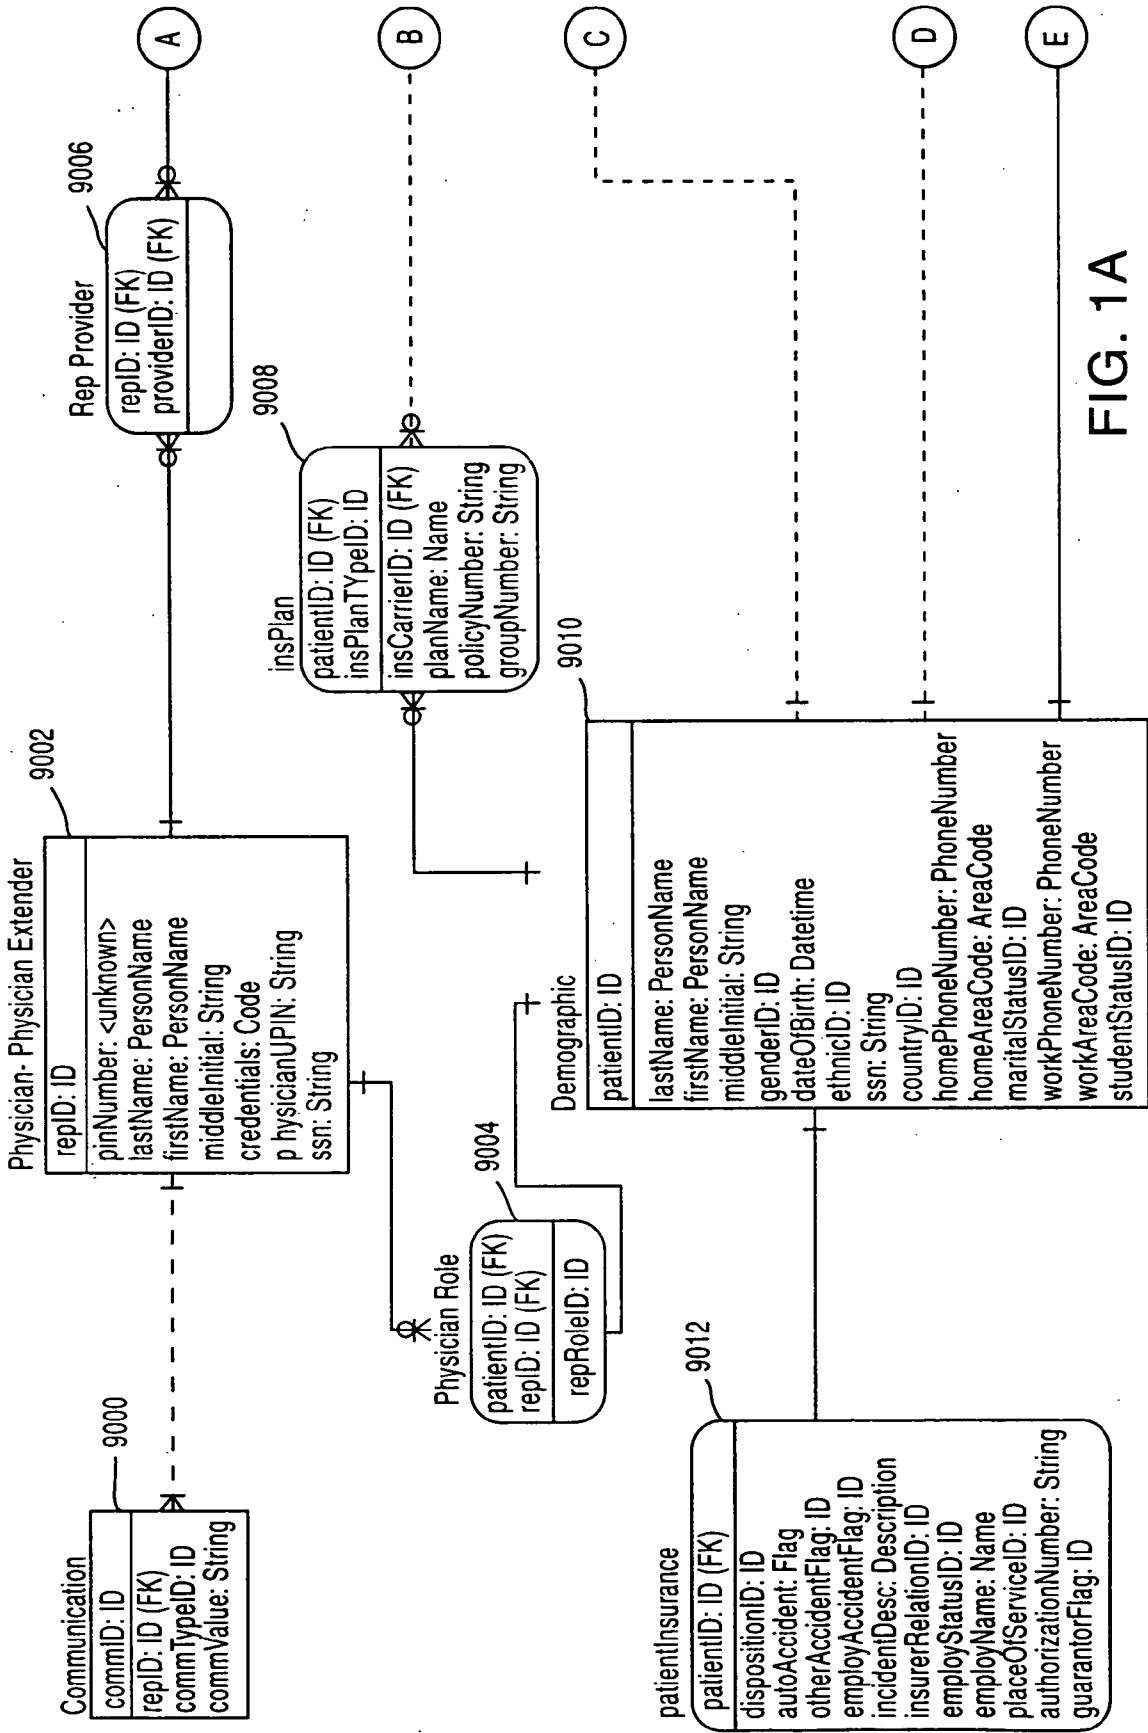 Communication
9000
commID: ID
repID: ID (FK)
commTypeID: ID
commValue: String
Physician- Physician Extender
9002
repID: ID
pinNumber: <unknown>
lastName: PersonName
firstName: PersonName
middleInitial: String
credentials: Code
p hysicianUPIN: String
ssn: String
Rep Provider
9006
repID: ID (FK)
providerID: ID (FK)
A
Physician Role
9004
patientID: ID (FK)
repID: ID (FK)
repRoleID: ID
insPlan
9008
patientID: ID (FK)
insPlanTYpeID: ID
insCarrierID: ID (FK)
planName: Name
policyNumber: String
groupNumber: String
B
patientInsurance
9012
patientID: ID (FK)
dispositionID: ID
autoAccident: Flag
otherAccidentFlag: ID
employAccidentFlag: ID
incidentDesc: Description
insurerRelationID: ID
employStatusID: ID
employName: Name
placeOfServiceID: ID
authorizationNumber: String
guarantorFlag: ID
Demographic
9010
patientID: ID
lastName: PersonName
firstName: PersonName
middleInitial: String
genderID: ID
dateOfBirth: Datetime
ethnicID: ID
ssn: String
countryID: ID
homePhoneNumber: PhoneNumber
homeAreaCode: AreaCode
maritalStatusID: ID
workPhoneNumber: PhoneNumber
workAreaCode: AreaCode
studentStatusID: ID
C
D
E
FIG. 1A